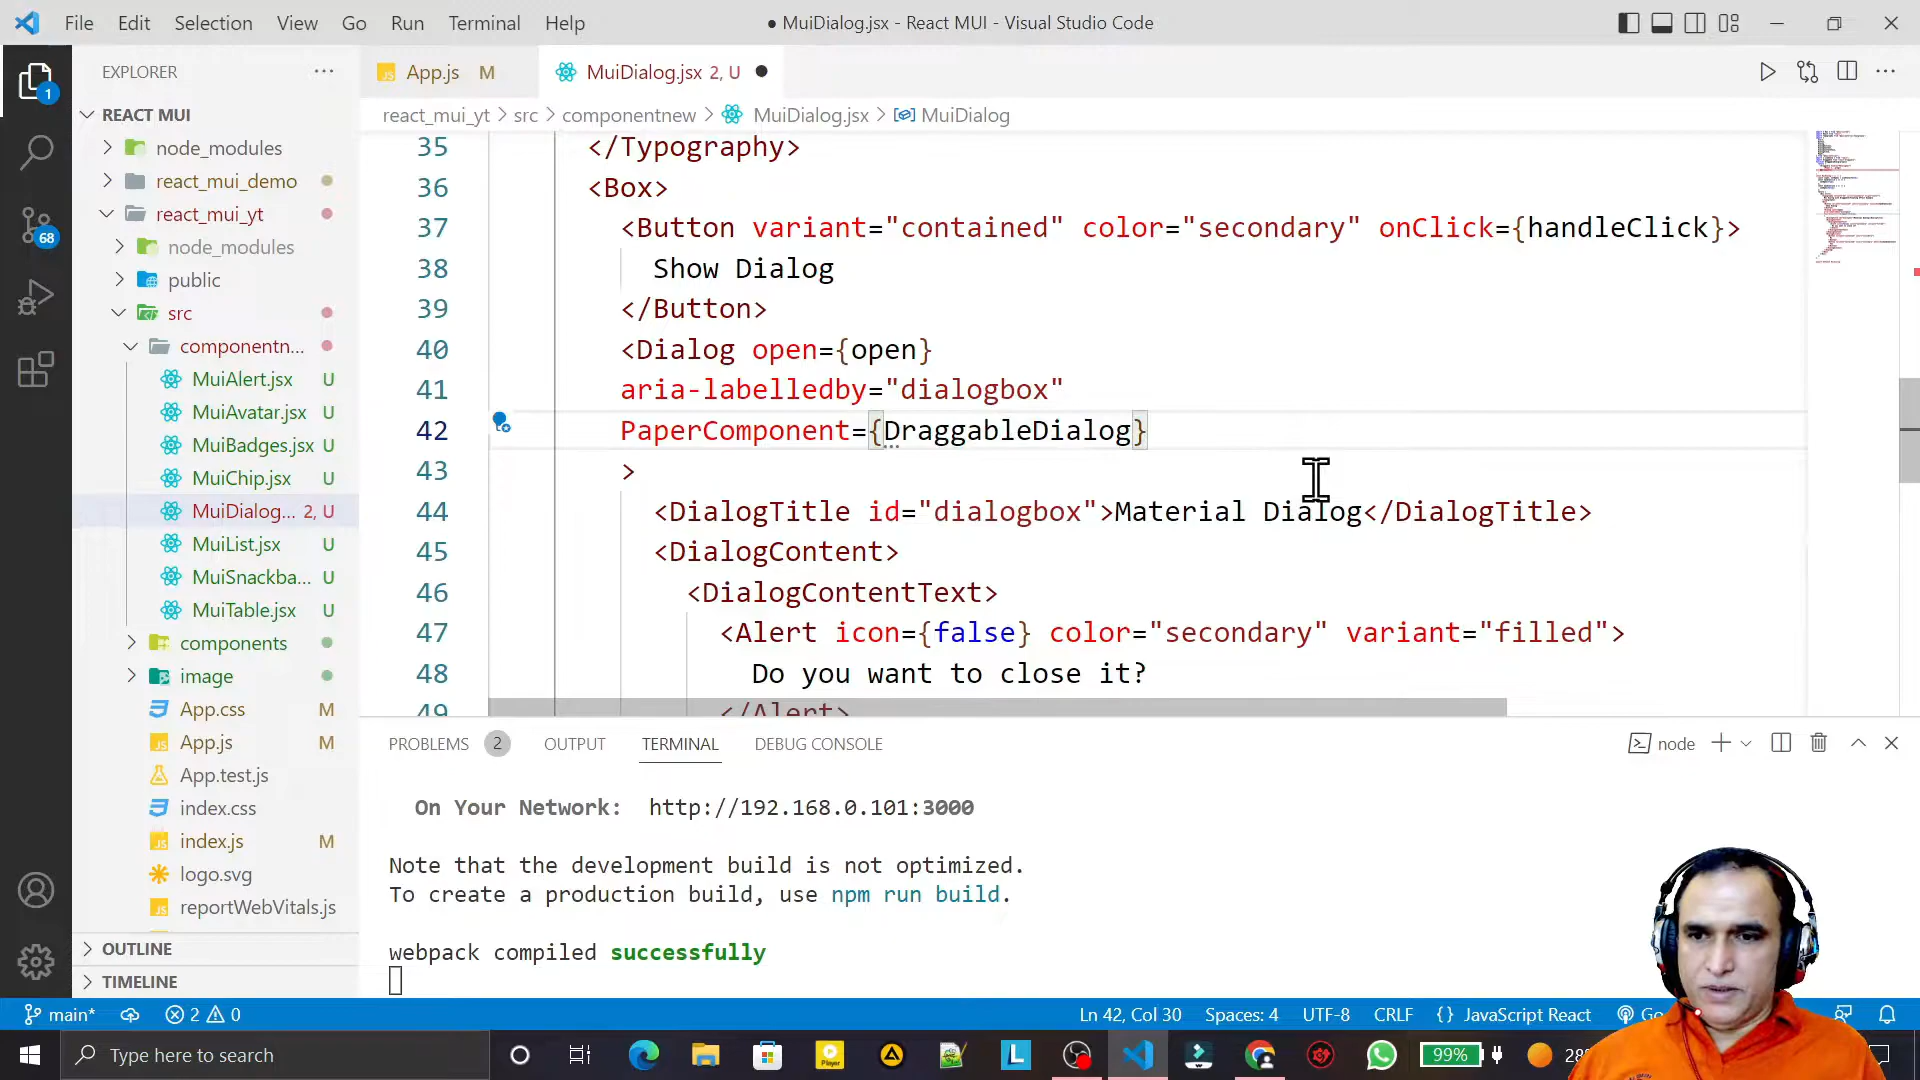 File Edit Selection View Go Run Terminal Help
● MuiDialog.jsx - React MUI - Visual Studio Code
EXPLORER
App.js M
MuiDialog.jsx 2, U
REACT MUI
react_mui_yt > src > componentnew > MuiDialog.jsx > MuiDialog
node_modules
react_mui_demo
react_mui_yt
node_modules
public
src
componentn...
MuiAlert.jsx U
MuiAvatar.jsx U
MuiBadges.jsx U
MuiChip.jsx U
MuiDialog... 2, U
MuiList.jsx U
MuiSnackba... U
MuiTable.jsx U
components
image
App.css M
App.js M
App.test.js
index.css
index.js M
logo.svg
reportWebVitals.js
OUTLINE
TIMELINE
35 </Typography>
36 <Box>
37 <Button variant="contained" color="secondary" onClick={handleClick}>
38 Show Dialog
39 </Button>
40 <Dialog open={open}
41 aria-labelledby="dialogbox"
42 PaperComponent={DraggableDialog}
43 >
44 <DialogTitle id="dialogbox">Material Dialog</DialogTitle>
45 <DialogContent>
46 <DialogContentText>
47 <Alert icon={false} color="secondary" variant="filled">
48 Do you want to close it?
49 </Alert>
PROBLEMS 2 OUTPUT TERMINAL DEBUG CONSOLE
node
On Your Network: http://192.168.0.101:3000
Note that the development build is not optimized.
To create a production build, use npm run build.
webpack compiled successfully
1
68
main* 2 0
Ln 42, Col 30 Spaces: 4 UTF-8 CRLF {} JavaScript React
Type here to search
Player
L
99%